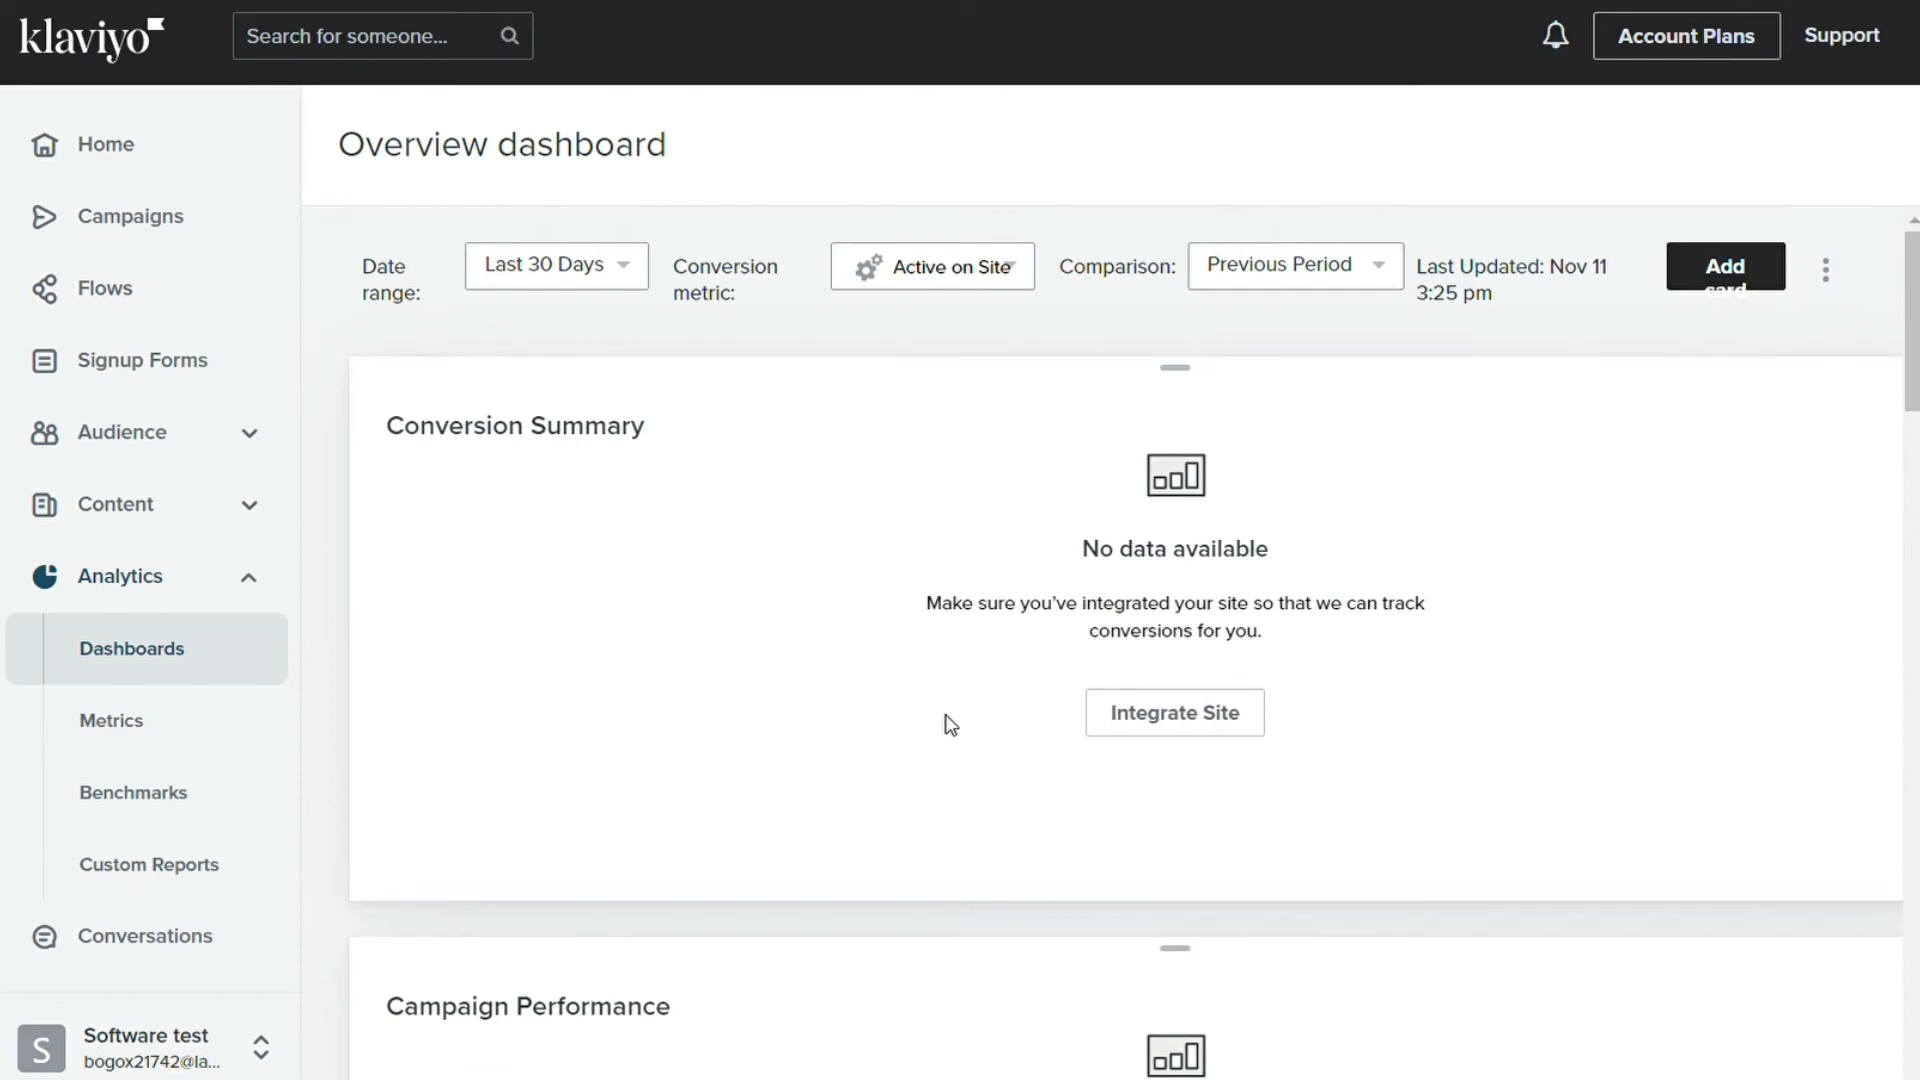 klaviyo
Search for someone...
Account Plans
Support
Home
Campaigns
Flows
Signup Forms
Audience
Content
Analytics
Dashboards
Metrics
Benchmarks
Custom Reports
Conversations
S
Software test
bogox21742@la...
Overview dashboard
Date
range:
Last 30 Days
Conversion
metric:
Active on Site
Comparison:
Previous Period
Last Updated: Nov 11
3:25 pm
Add
card
Conversion Summary
No data available
Make sure you've integrated your site so that we can track
conversions for you.
Integrate Site
Campaign Performance